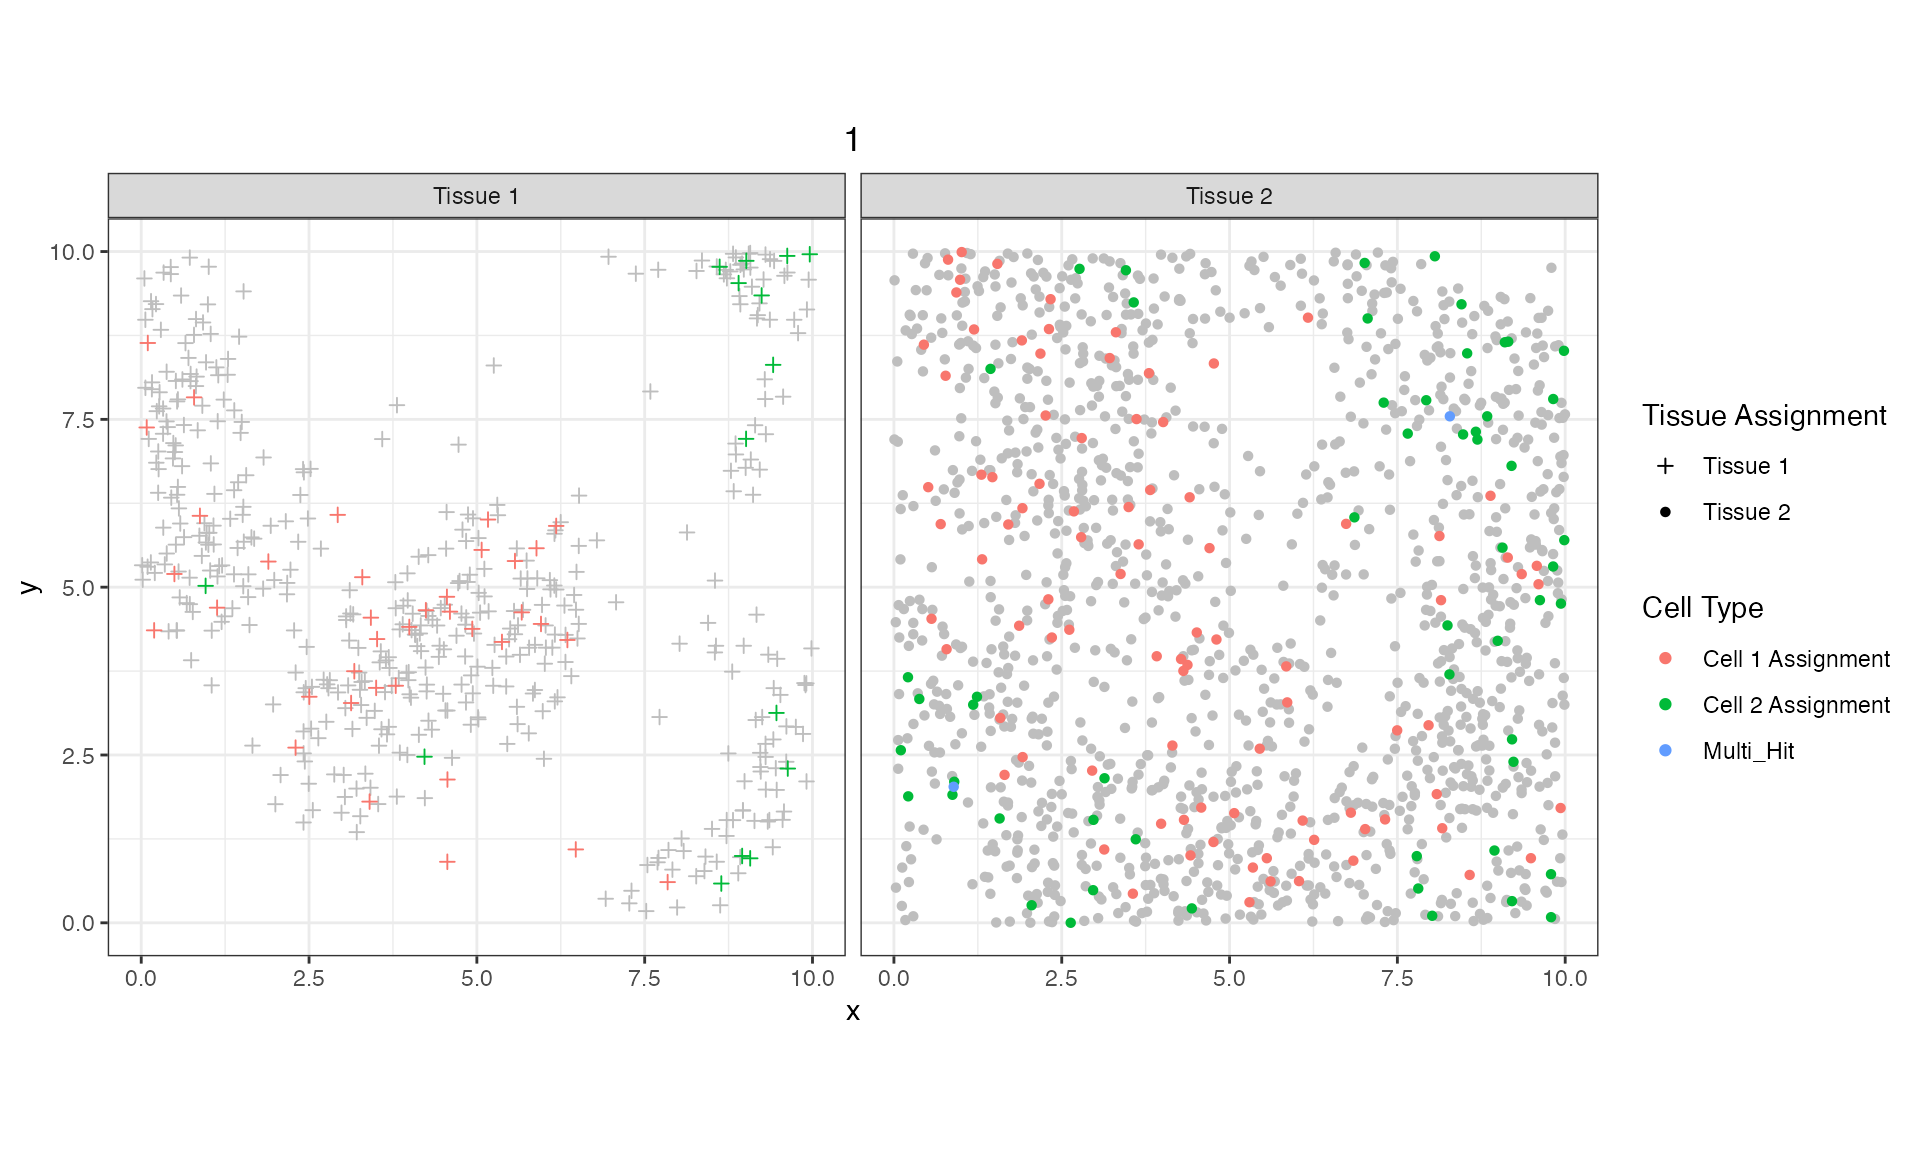 1
Tissue 1
Tissue 2
10.0
7.5
5.0
2.5
0.0
y
0.0 2.5 5.0 7.5 10.0
0.0 2.5 5.0 7.5 10.0
x
Tissue Assignment
Tissue 1
Tissue 2
Cell Type
Cell 1 Assignment
Cell 2 Assignment
Multi_Hit